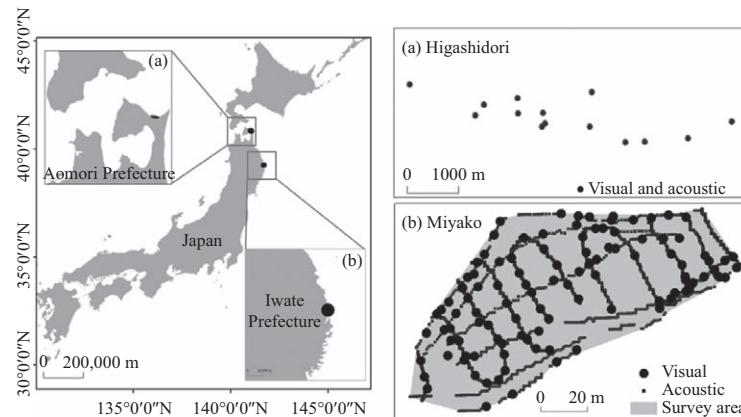 45°0′0″N
40°0′0″N
35°0′0″N
30°0′0″N
(a)
Aomori Prefecture
Japan
(b)
Iwate
Prefecture
0 200,000 m
135°0′0″N
140°0′0″N
145°0′0″N
(a) Higashidori
0 1000 m
Visual and acoustic
(b) Miyako
0 20 m
Visual
Acoustic
Survey area